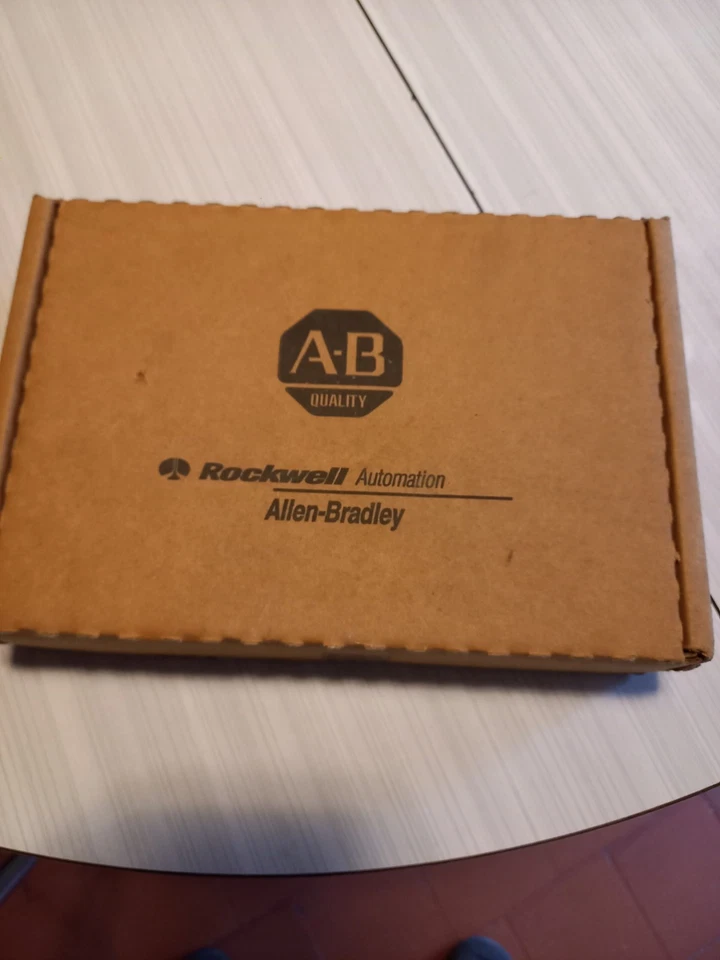 A-B
QUALITY
Rockwell Automation
Allen-Bradley